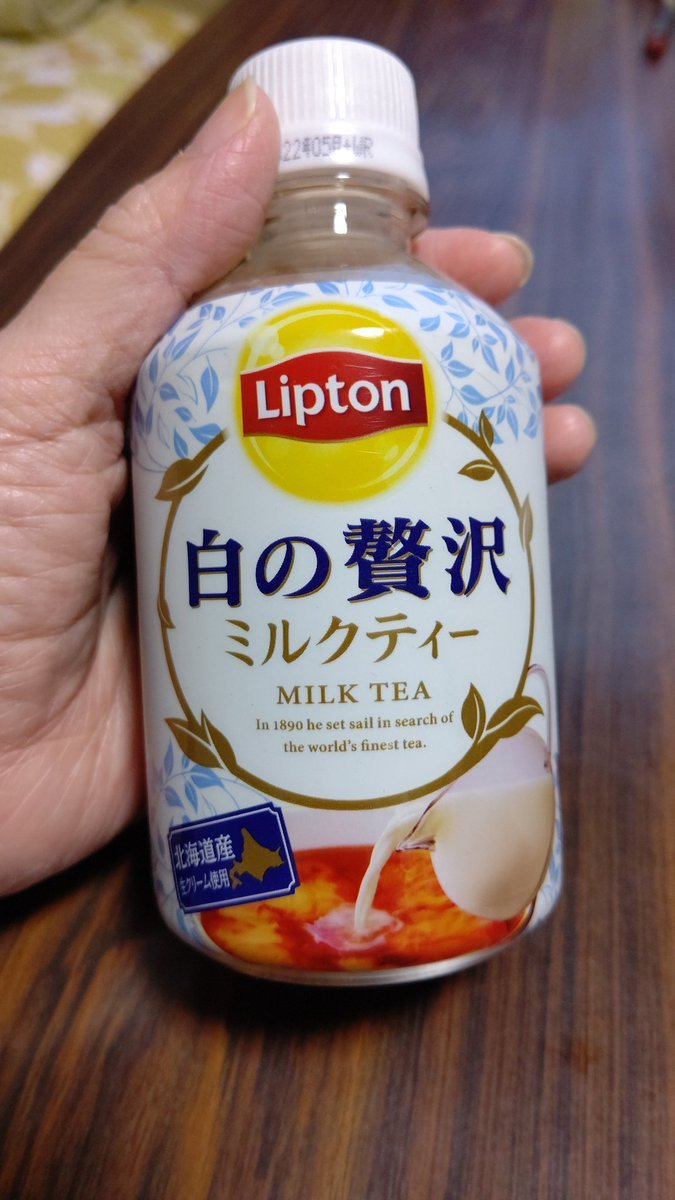 Lipton
白の贅沢
ミルクティー
MILK TEA
In 1890 he set sail in search of
the world's finest tea.
北海道産
生クリーム使用